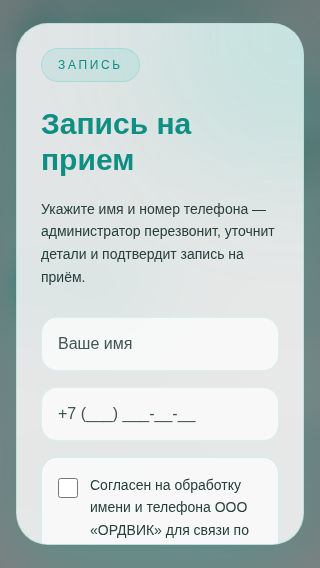 ЗАПИСЬ
Запись на
прием
Укажите имя и номер телефона —
администратор перезвонит, уточнит
детали и подтвердит запись на
приём.
Ваше имя
+7 (___) ___-__-__
Согласен на обработку
имени и телефона ООО
«ОРДВИК» для связи по